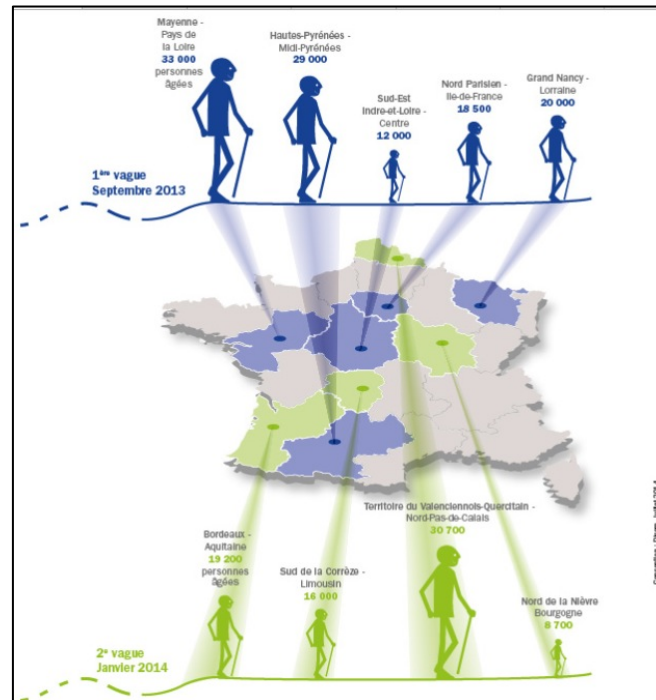 Mayenne -
Pays de
la Loire
33 000
personnes
âgées
Hautes-Pyrénées -
Midi-Pyrénées
29 000
Sud-Est
Indre-et-Loire -
Centre
12 000
Nord Parisien -
Ile-de-France
18 500
Grand Nancy -
Lorraine
20 000
1ère vague
Septembre 2013
Territoire du Valenciennois-Quercitain -
Nord-Pas-de-Calais
30 700
Bordeaux -
Aquitaine
19 200
personnes
âgées
Sud de la Corrèze -
Limousin
16 000
Nord de la Nièvre
Bourgogne
8 700
2e vague
Janvier 2014